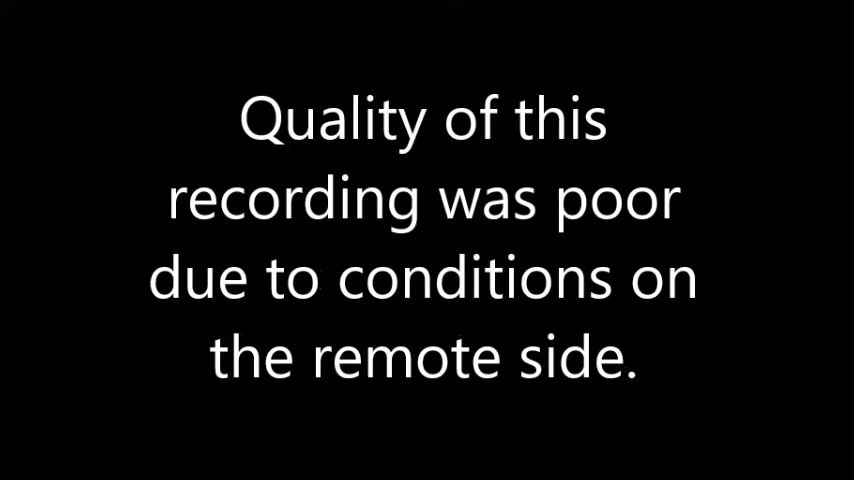 Quality of this
recording was poor
due to conditions on
the remote side.